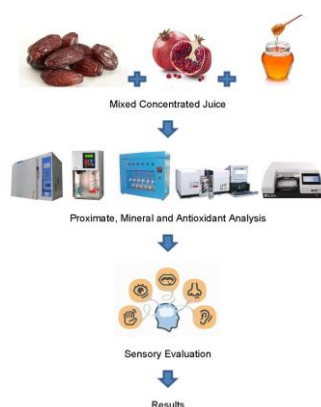 Mixed Concentrated Juice
Proximate, Mineral and Antioxidant Analysis
Sensory Evaluation
Results